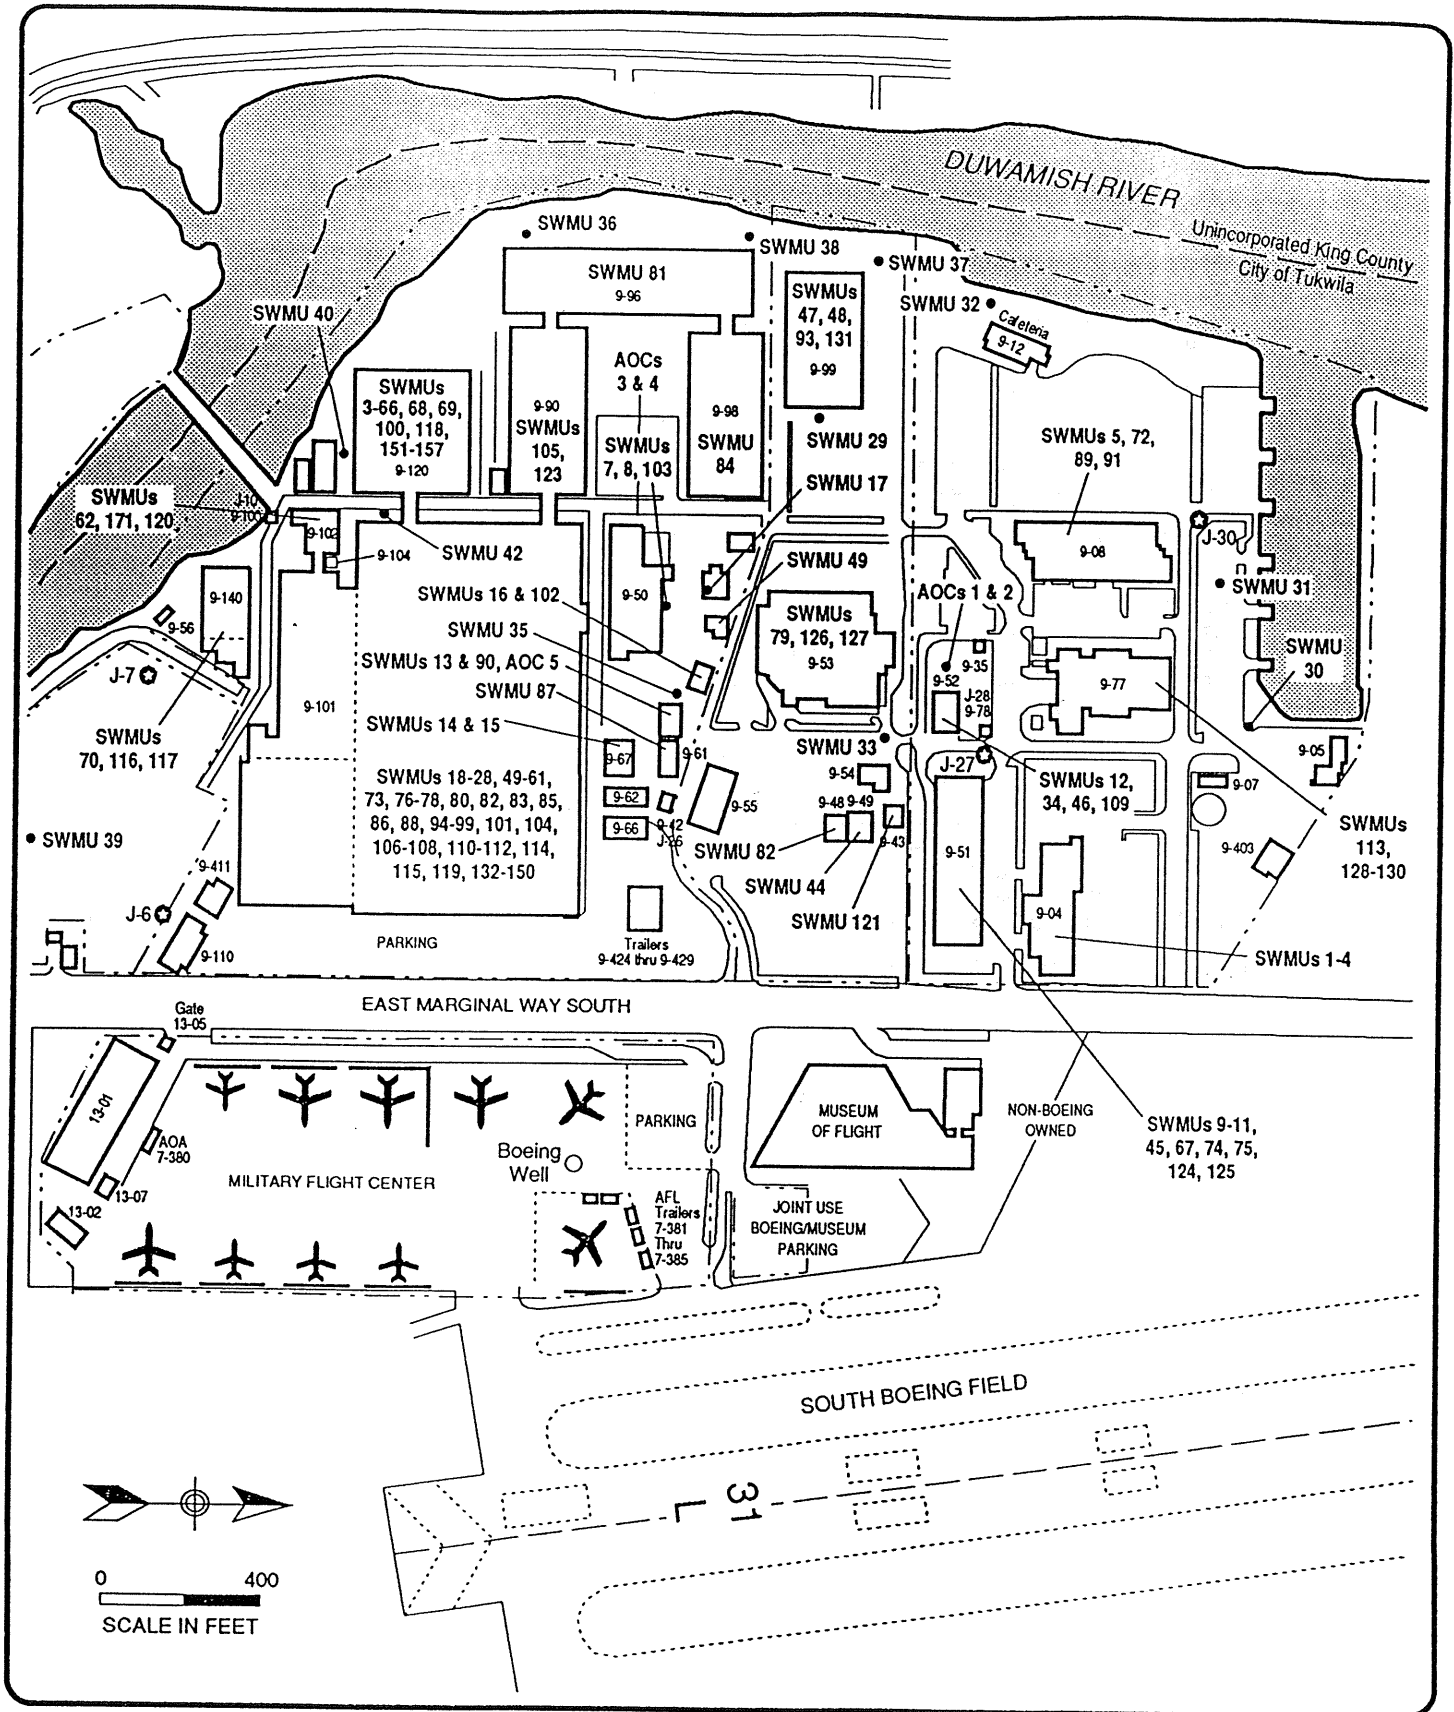 DUWAMISH RIVER
Unincorporated King County
City of Tukwila
SWMU 36
SWMU 38
SWMU 37
SWMU 81
9-96
SWMUs
47, 48,
93, 131
9-99
SWMU 32
Cafeteria
9-12
SWMU 40
AOCs
3 & 4
SWMUs
3-66, 68, 69,
100, 118,
151-157
9-120
9-90
SWMUs
105,
123
SWMUs
7, 8, 103
9-98
SWMU
84
SWMU 29
SWMU 17
SWMUs 5, 72,
89, 91
SWMUs
62, 171, 120,
J-10
9-100
9-102
9-104
SWMU 42
SWMU 49
J-30
9-08
9-140
9-56
J-7
SWMUs 16 & 102
9-50
AOCs 1 & 2
SWMU 31
SWMU 35
SWMUs
79, 126, 127
9-53
SWMUs 13 & 90, AOC 5
9-35
9-52
SWMU
30
SWMU 87
J-28
9-78
9-77
9-101
SWMUs 14 & 15
SWMUs
70, 116, 117
SWMU 33
9-67
9-61
9-05
J-27
9-54
SWMUs 18-28, 49-61,
73, 76-78, 80, 82, 83, 85,
86, 88, 94-99, 101, 104,
106-108, 110-112, 114,
115, 119, 132-150
9-62
9-66
9-55
9-42
J-26
9-48
9-49
9-43
SWMUs 12,
34, 46, 109
9-07
SWMU 39
SWMU 82
9-51
9-403
SWMUs
113,
128-130
9-411
SWMU 44
J-6
SWMU 121
9-04
9-110
PARKING
Trailers
9-424 thru 9-429
SWMUs 1-4
EAST MARGINAL WAY SOUTH
Gate
13-05
13-01
AOA
7-380
13-07
13-02
MILITARY FLIGHT CENTER
Boeing
Well
PARKING
AFL
Trailers
7-381
Thru
7-385
MUSEUM
OF FLIGHT
JOINT USE
BOEING/MUSEUM
PARKING
NON-BOEING
OWNED
SWMUs 9-11,
45, 67, 74, 75,
124, 125
SOUTH BOEING FIELD
31
L
0 400
SCALE IN FEET